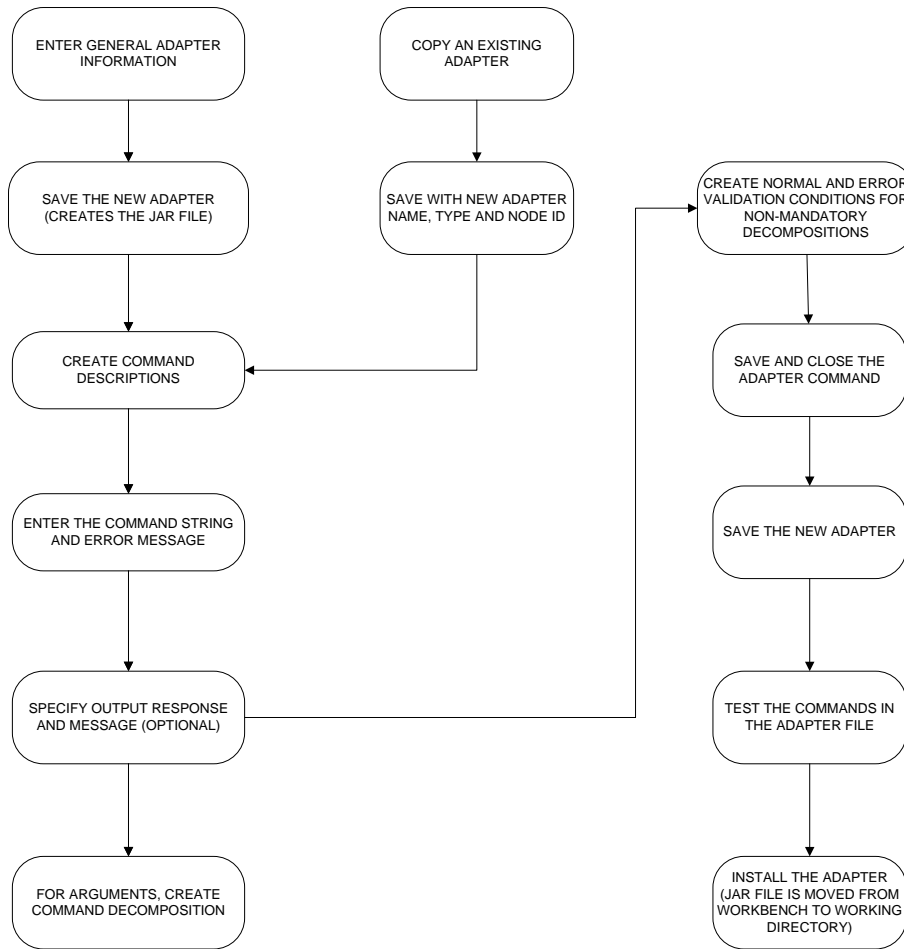 ENTER GENERAL ADAPTER
INFORMATION
SAVE THE NEW ADAPTER
(CREATES THE JAR FILE)
CREATE COMMAND
DESCRIPTIONS
ENTER THE COMMAND STRING
AND ERROR MESSAGE
SPECIFY OUTPUT RESPONSE
AND MESSAGE (OPTIONAL)
FOR ARGUMENTS, CREATE
COMMAND DECOMPOSITION
COPY AN EXISTING
ADAPTER
SAVE WITH NEW ADAPTER
NAME, TYPE AND NODE ID
CREATE NORMAL AND ERROR
VALIDATION CONDITIONS FOR
NON-MANDATORY
DECOMPOSITIONS
SAVE AND CLOSE THE
ADAPTER COMMAND
SAVE THE NEW ADAPTER
TEST THE COMMANDS IN
THE ADAPTER FILE
INSTALL THE ADAPTER
(JAR FILE IS MOVED FROM
WORKBENCH TO WORKING
DIRECTORY)